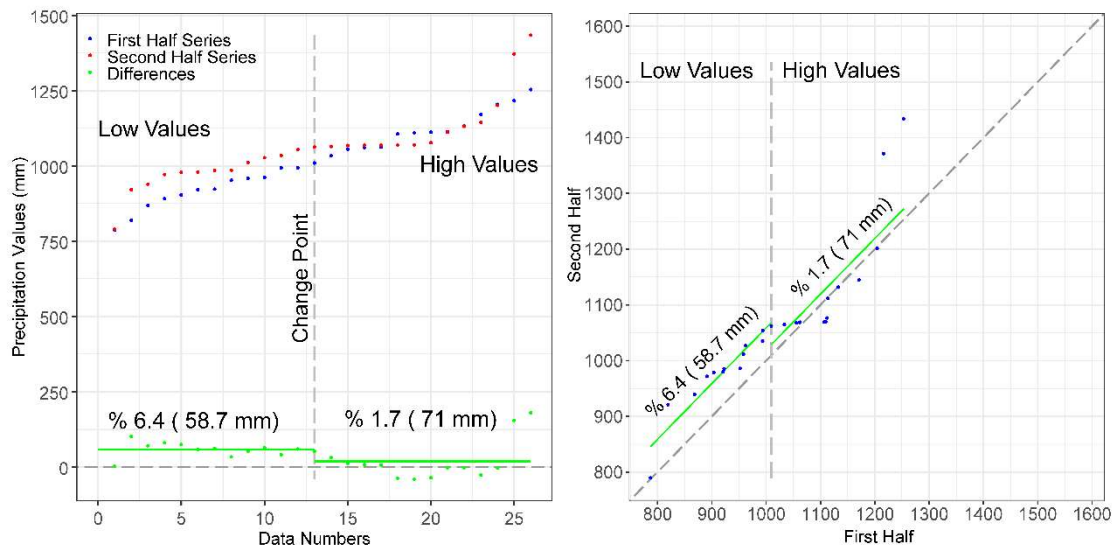 1500
1250
1000
750
500
250
0
Precipitation Values (mm)
First Half Series
Second Half Series
Differences
Low Values
High Values
Change Point
% 6.4 ( 58.7 mm)
% 1.7 ( 71 mm)
0
5
10
15
20
25
Data Numbers
1600
1500
1400
1300
1200
1100
1000
900
800
Second Half
Low Values
High Values
% 6.4 ( 58.7 mm)
% 1.7 ( 71 mm)
800
900
1000
1100
1200
1300
1400
1500
1600
First Half